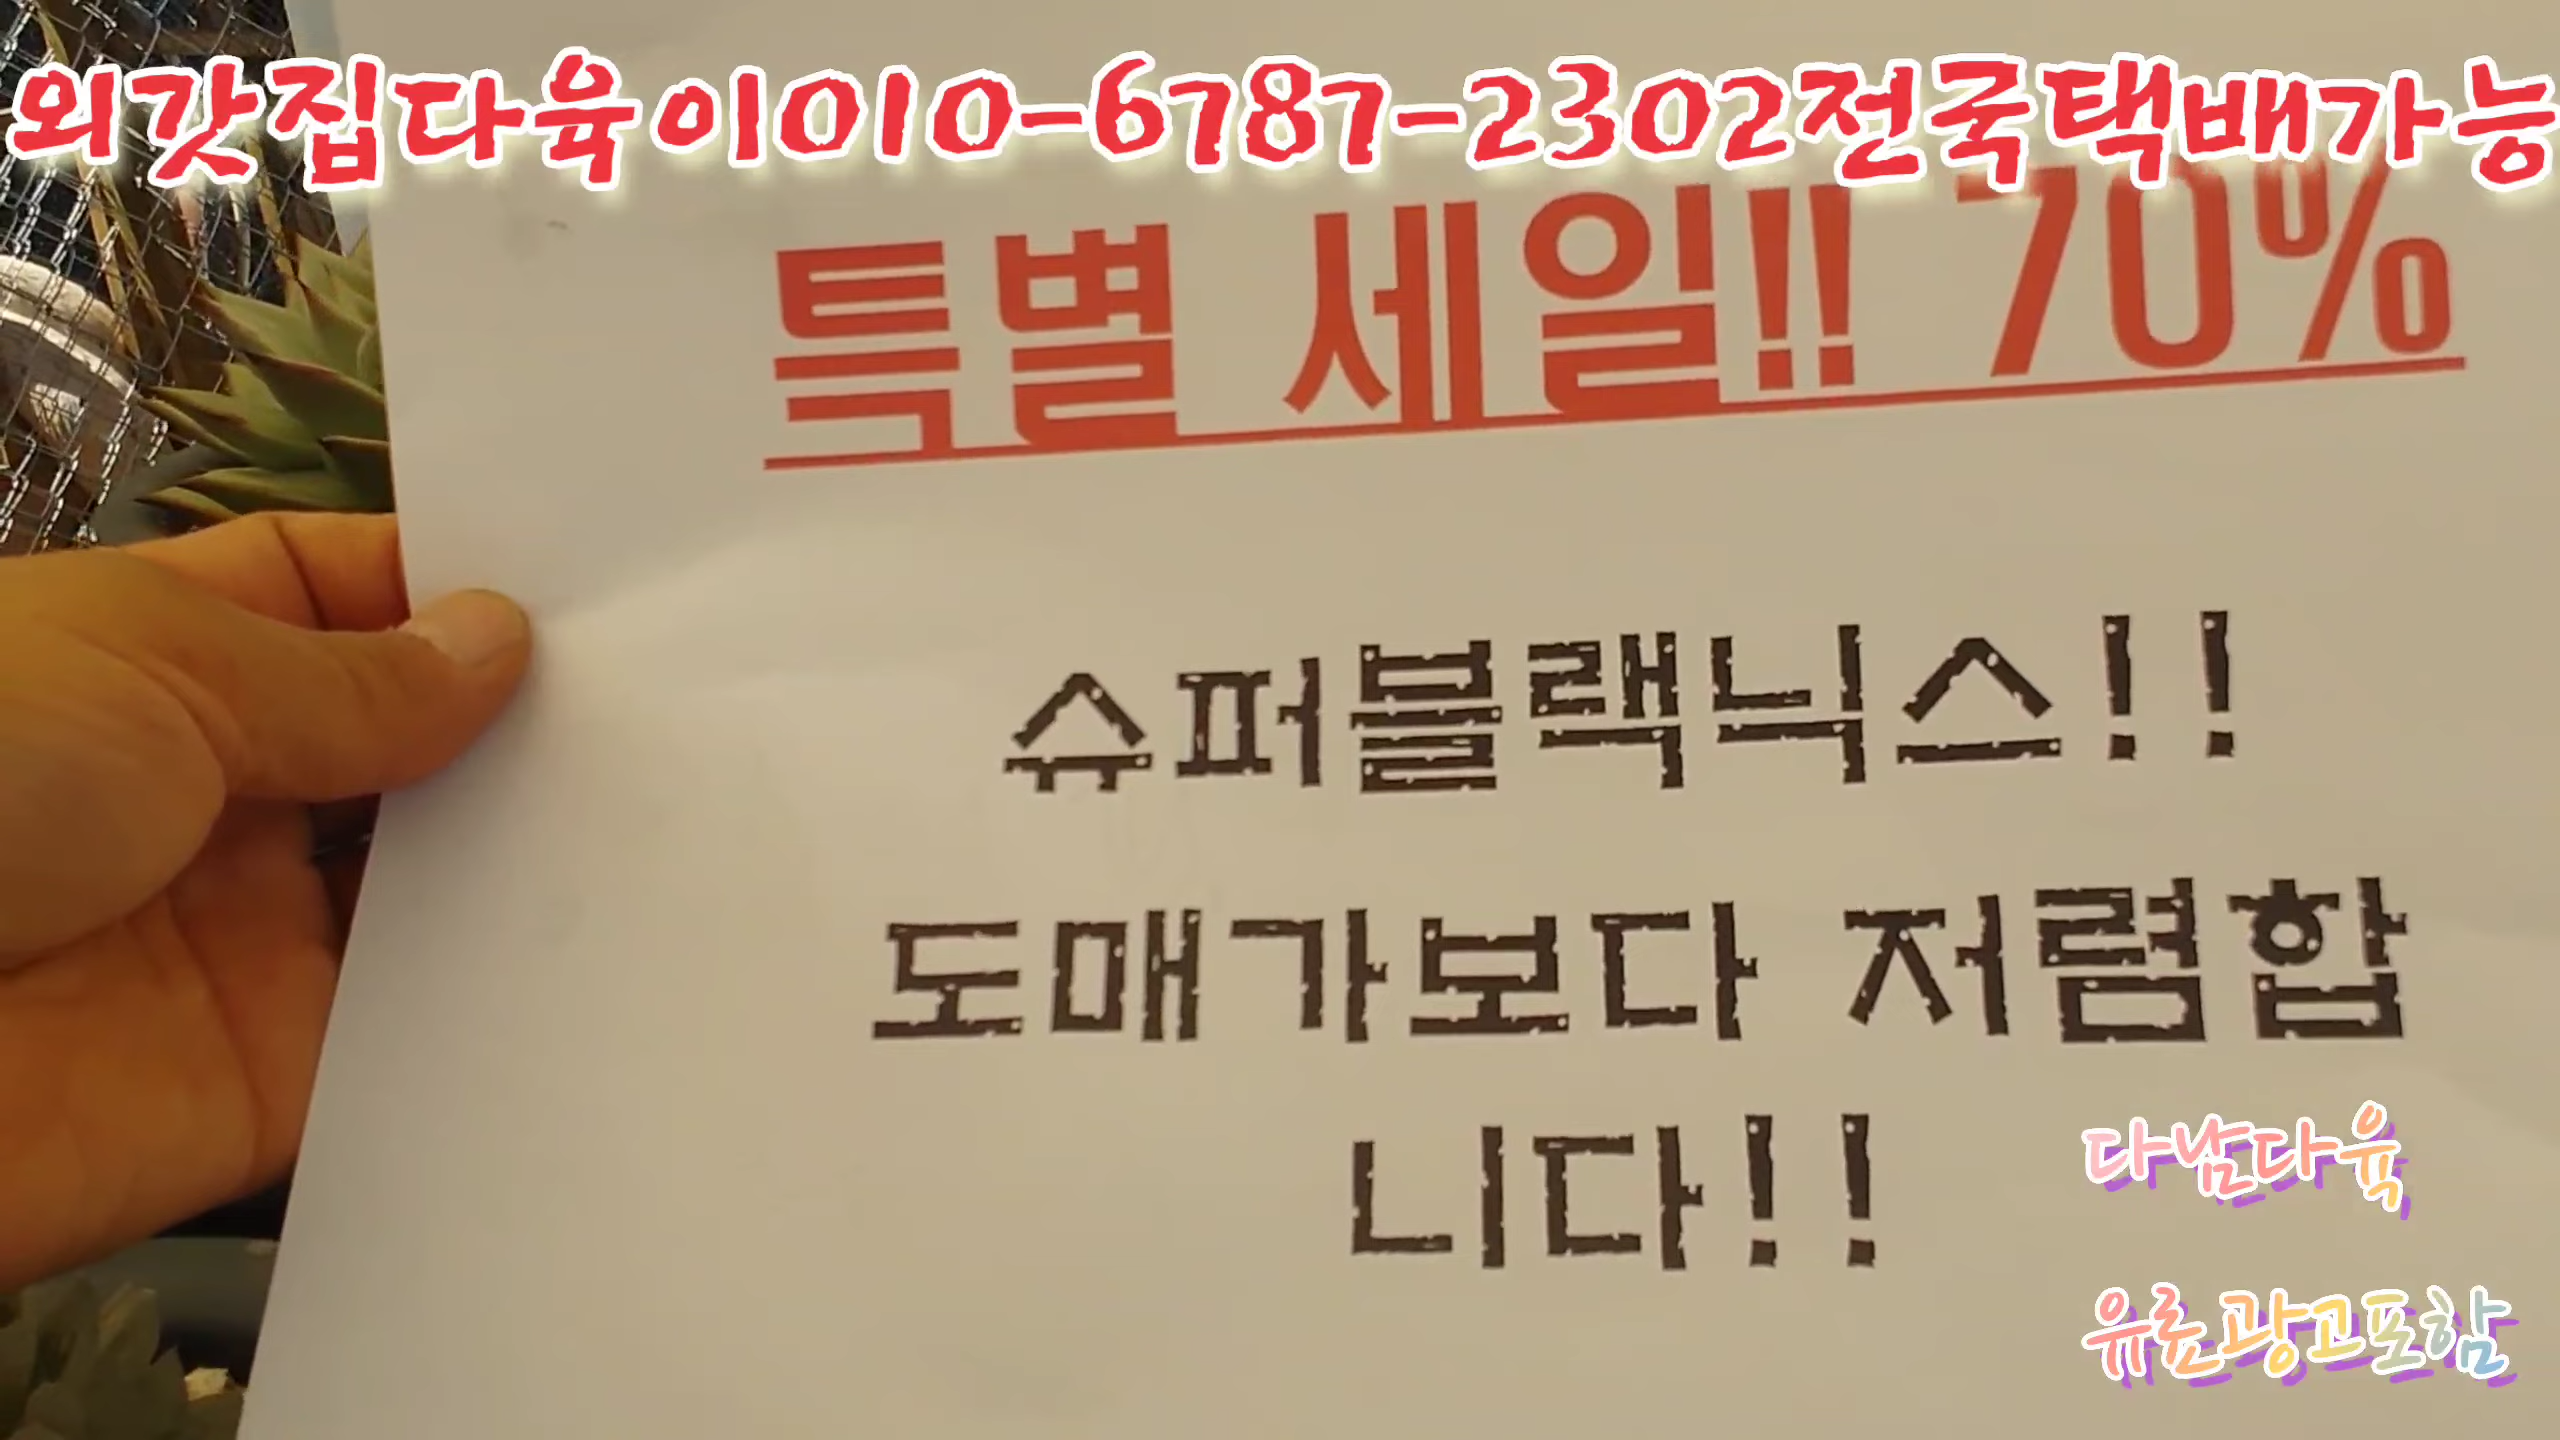 외갓집다육이010-6787-2302전국택배가능
특별 세일!! 70%
슈퍼블랙닉스!!
도매가보다 저렴합
니다!!
다남다육
유료광고포함